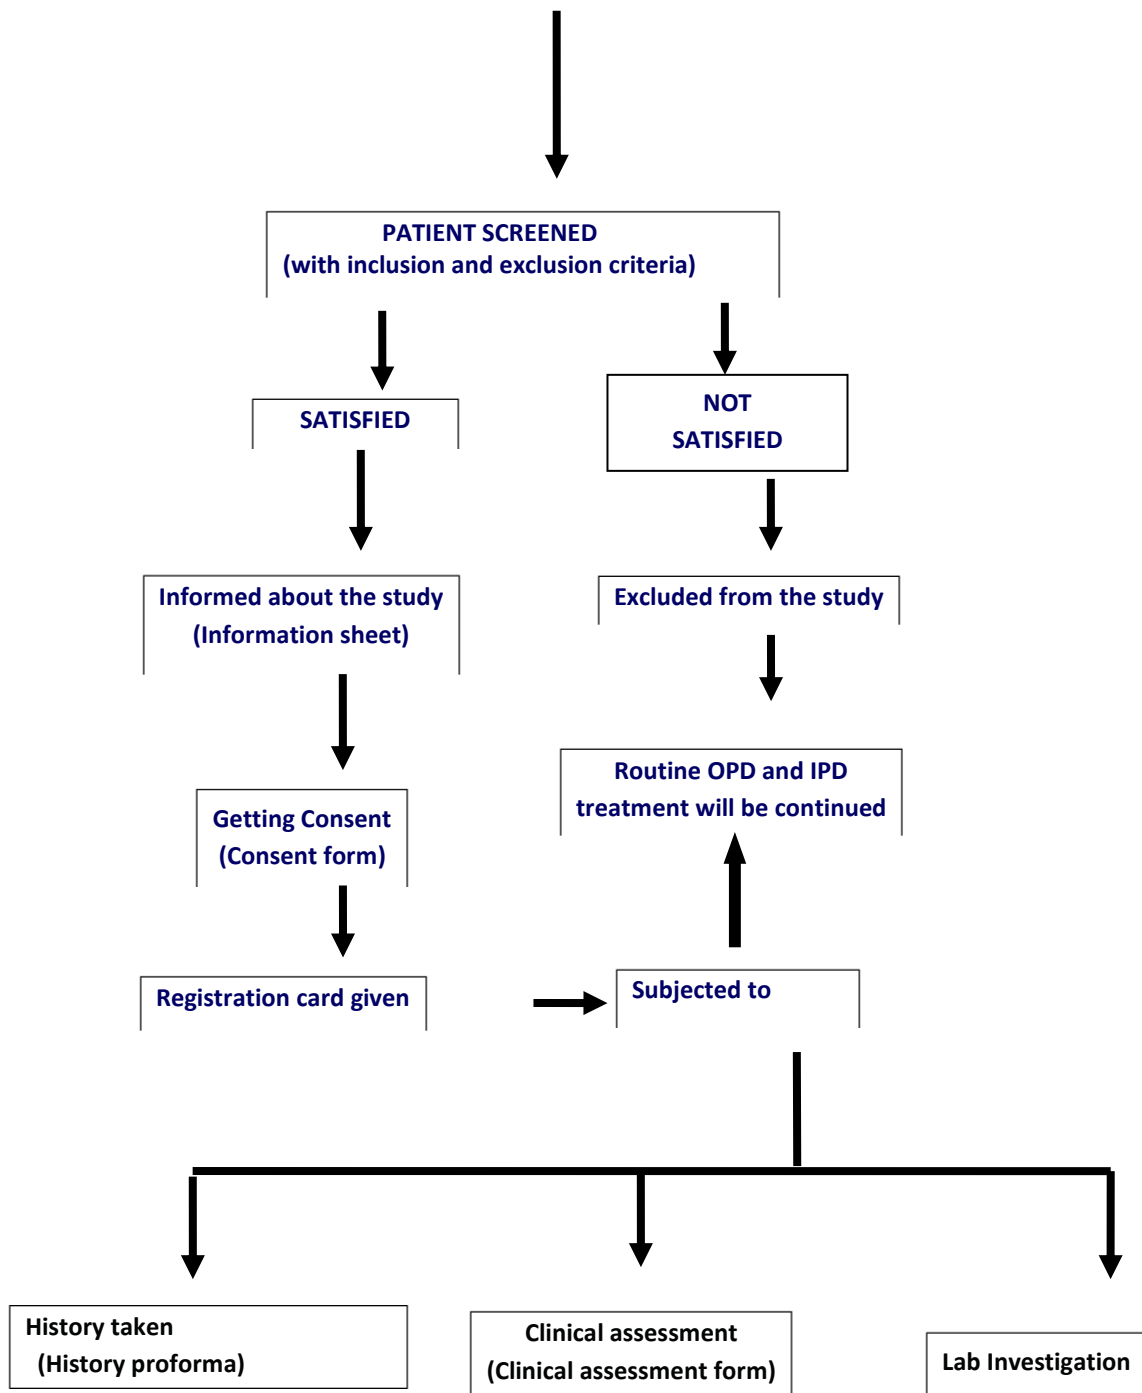 PATIENT SCREENED
(with inclusion and exclusion criteria)
SATISFIED
NOT
SATISFIED
Informed about the study
(Information sheet)
Excluded from the study
Getting Consent
(Consent form)
Routine OPD and IPD
treatment will be continued
Registration card given
Subjected to
History taken
(History proforma)
Clinical assessment
(Clinical assessment form)
Lab Investigation